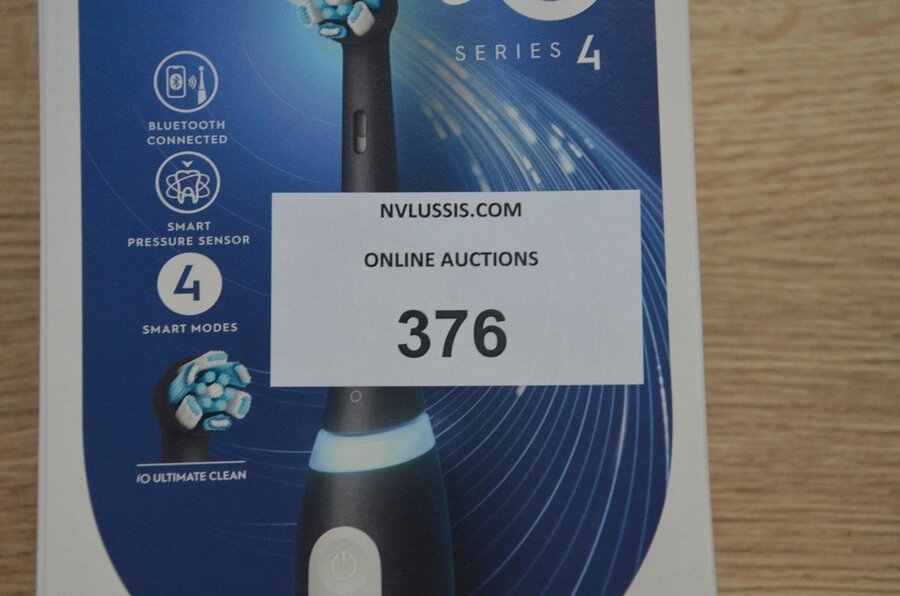 SERIES 4
BLUETOOTH
CONNECTED
SMART
PRESSURE SENSOR
4
SMART MODES
iO ULTIMATE CLEAN
NVLUSSIS.COM
ONLINE AUCTIONS
376